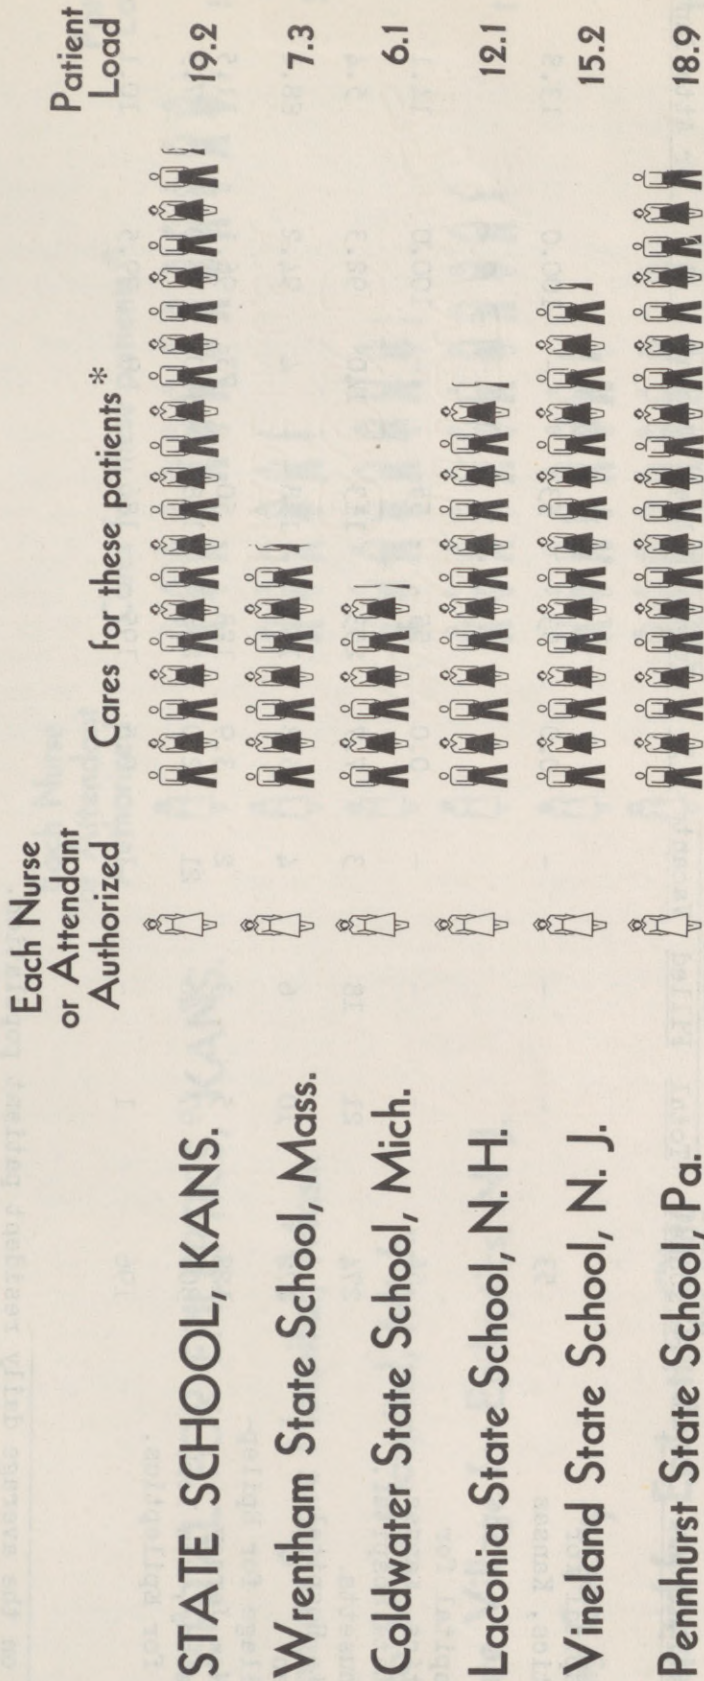 Each Nurse
or Attendant
Authorized
Cares for these patients*
Patient
Load
STATE SCHOOL, KANS. 19.2
Wrentham State School, Mass. 7.3
Coldwater State School, Mich. 6.1
Laconia State School, N. H. 12.1
Vineland State School, N. J. 15.2
Pennhurst State School, Pa. 18.9